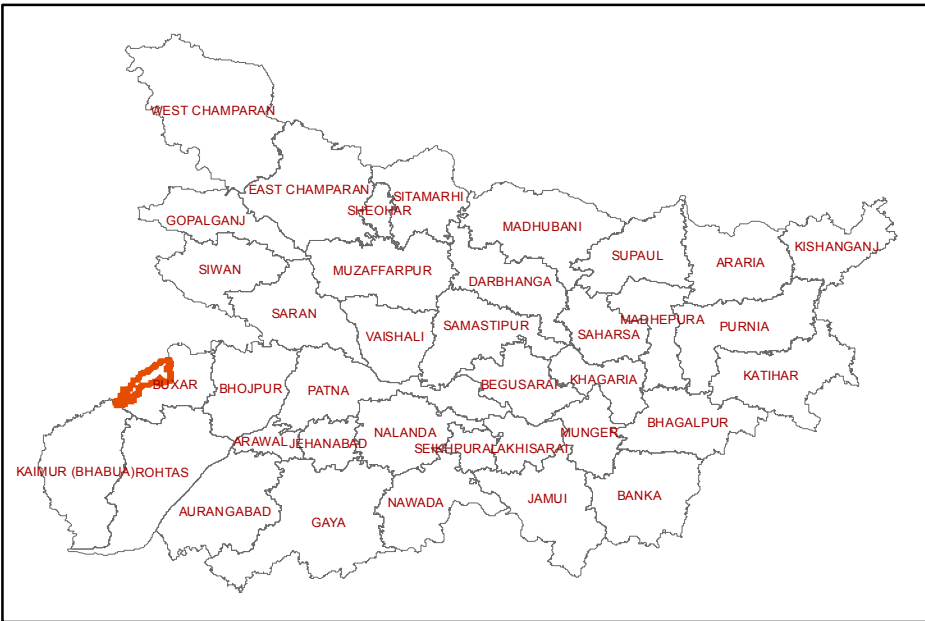 WEST CHAMPARAN
EAST CHAMPARAN
SITAMARHI
SHEOHAR
GOPALGANJ
MADHUBANI
KISHANGANJ
SUPAUL
ARARIA
SIWAN
MUZAFFARPUR
DARBHANGA
SARAN
MADHEPURA
SAMASTIPUR
PURNIA
VAISHALI
SAHARSA
KATIHAR
BUXAR
BHOJPUR
PATNA
BEGUSARAI
KHAGARIA
BHAGALPUR
NALANDA
MUNGER
ARAWAL
JEHANABAD
SEIKHPURA
LAKHISARAI
KAIMUR (BHABUA)
ROHTAS
BANKA
JAMUI
NAWADA
AURANGABAD
GAYA